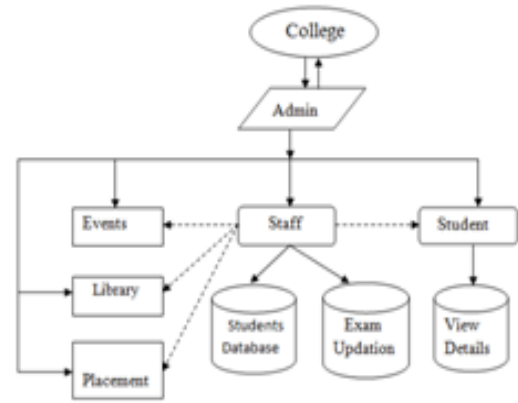 College
Admin
Events
Staff
Student
Library
Students
Database
Exam
Updation
View
Details
Placement